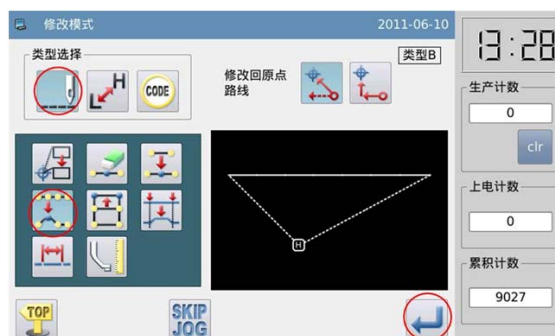 修改模式
2011-06-10
类型选择
类型B
修改回原点
路线
L H
CODE
H
TOP
SKIP
JOG
13:28
生产计数
0
clr
上电计数
0
累积计数
9027